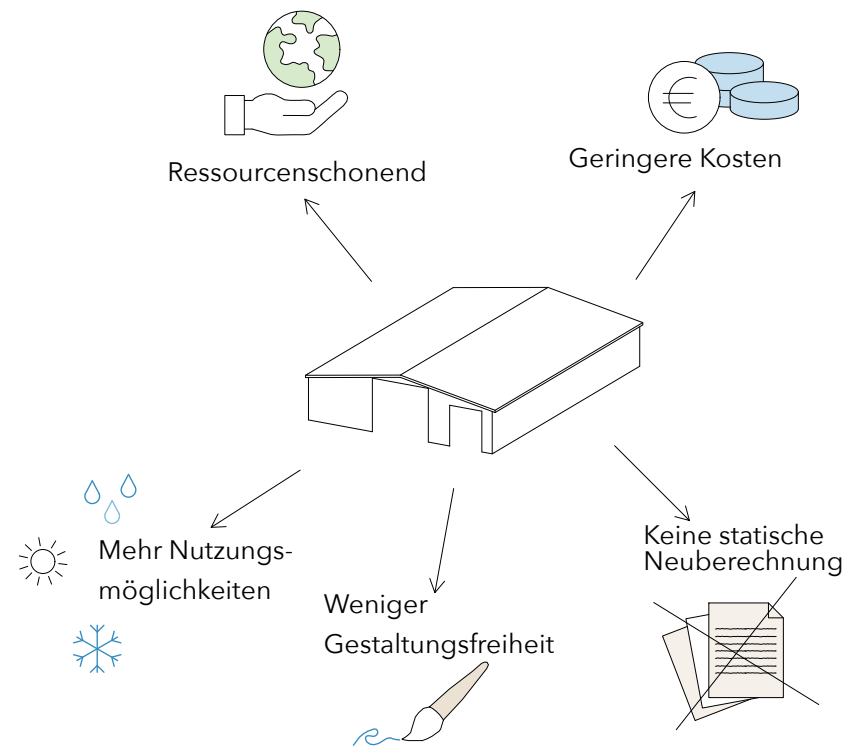 Ressourcenschonend
Geringere Kosten
Mehr Nutzungs-
möglichkeiten
Weniger
Gestaltungsfreiheit
Keine statische
Neuberechnung